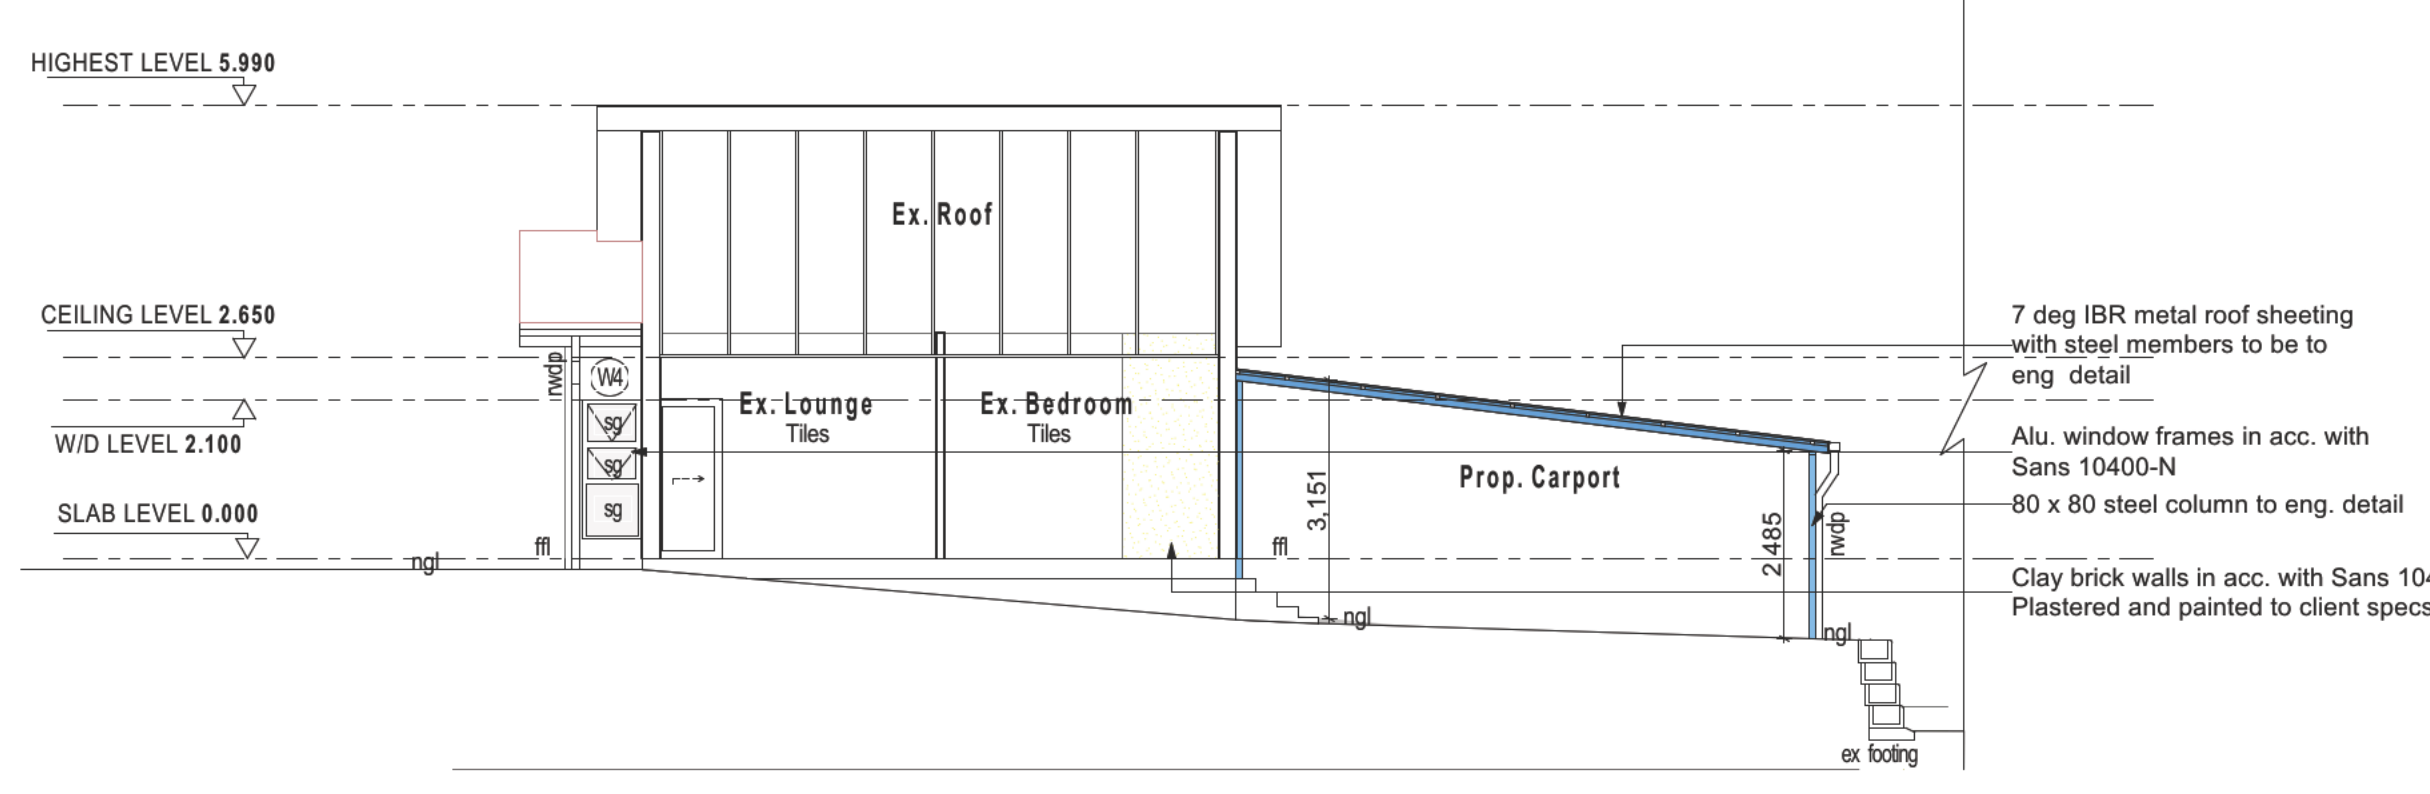 HIGHEST LEVEL 5.990
Ex. Roof
CEILING LEVEL 2.650
7 deg IBR metal roof sheeting
with steel members to be to
eng detail
rwdp
W4
Ex. Lounge
Tiles
Ex. Bedroom
Tiles
W/D LEVEL 2.100
sg
sg
sg
Alu. window frames in acc. with
Sans 10400-N
Prop. Carport
3,151
2 485
80 x 80 steel column to eng. detail
rwdp
SLAB LEVEL 0.000
ffl
ffl
ngl
Clay brick walls in acc. with Sans 104
Plastered and painted to client specs
ngl
ngl
ex footing